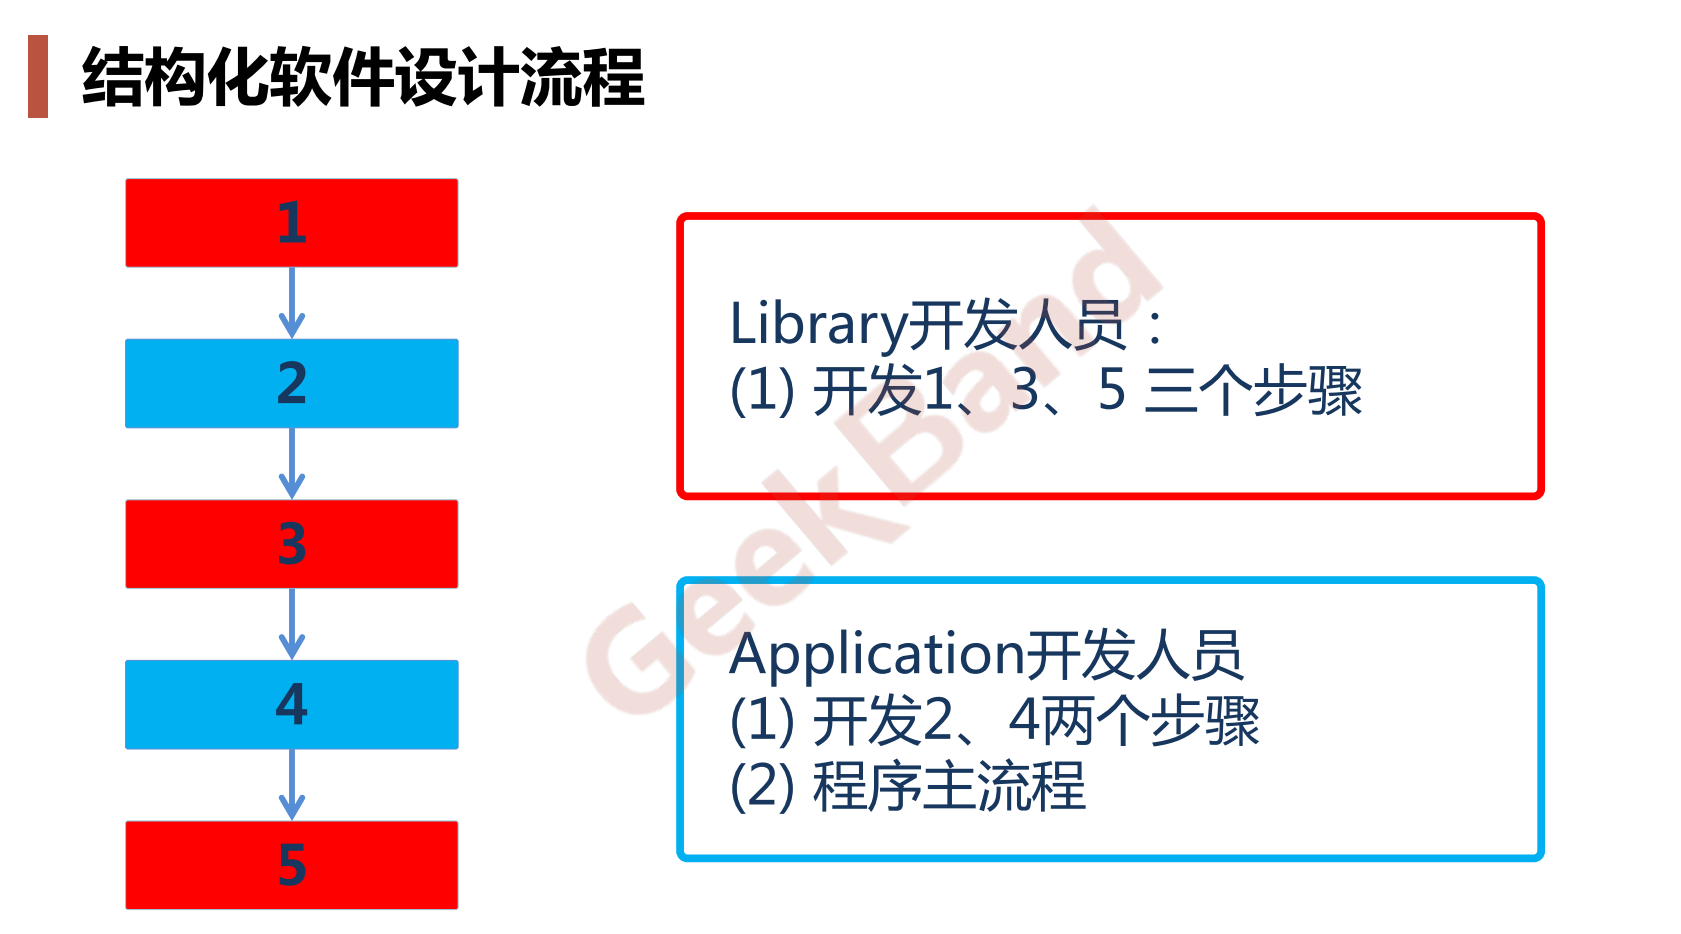 结构化软件设计流程
1
2
3
4
5
Library开发人员：
(1) 开发1、3、5 三个步骤
Application开发人员
(1) 开发2、4两个步骤
(2) 程序主流程
GeekBand